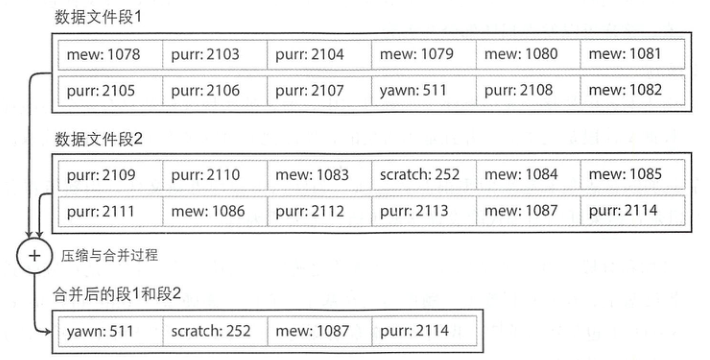 数据文件段1
mew: 1078 purr: 2103 purr: 2104 mew: 1079 mew: 1080 mew: 1081
purr: 2105 purr: 2106 purr: 2107 yawn: 511 purr: 2108 mew: 1082
数据文件段2
purr: 2109 purr: 2110 mew: 1083 scratch: 252 mew: 1084 mew: 1085
purr: 2111 mew: 1086 purr: 2112 purr: 2113 mew: 1087 purr: 2114
+ 压缩与合并过程
合并后的段1和段2
yawn: 511 scratch: 252 mew: 1087 purr: 2114